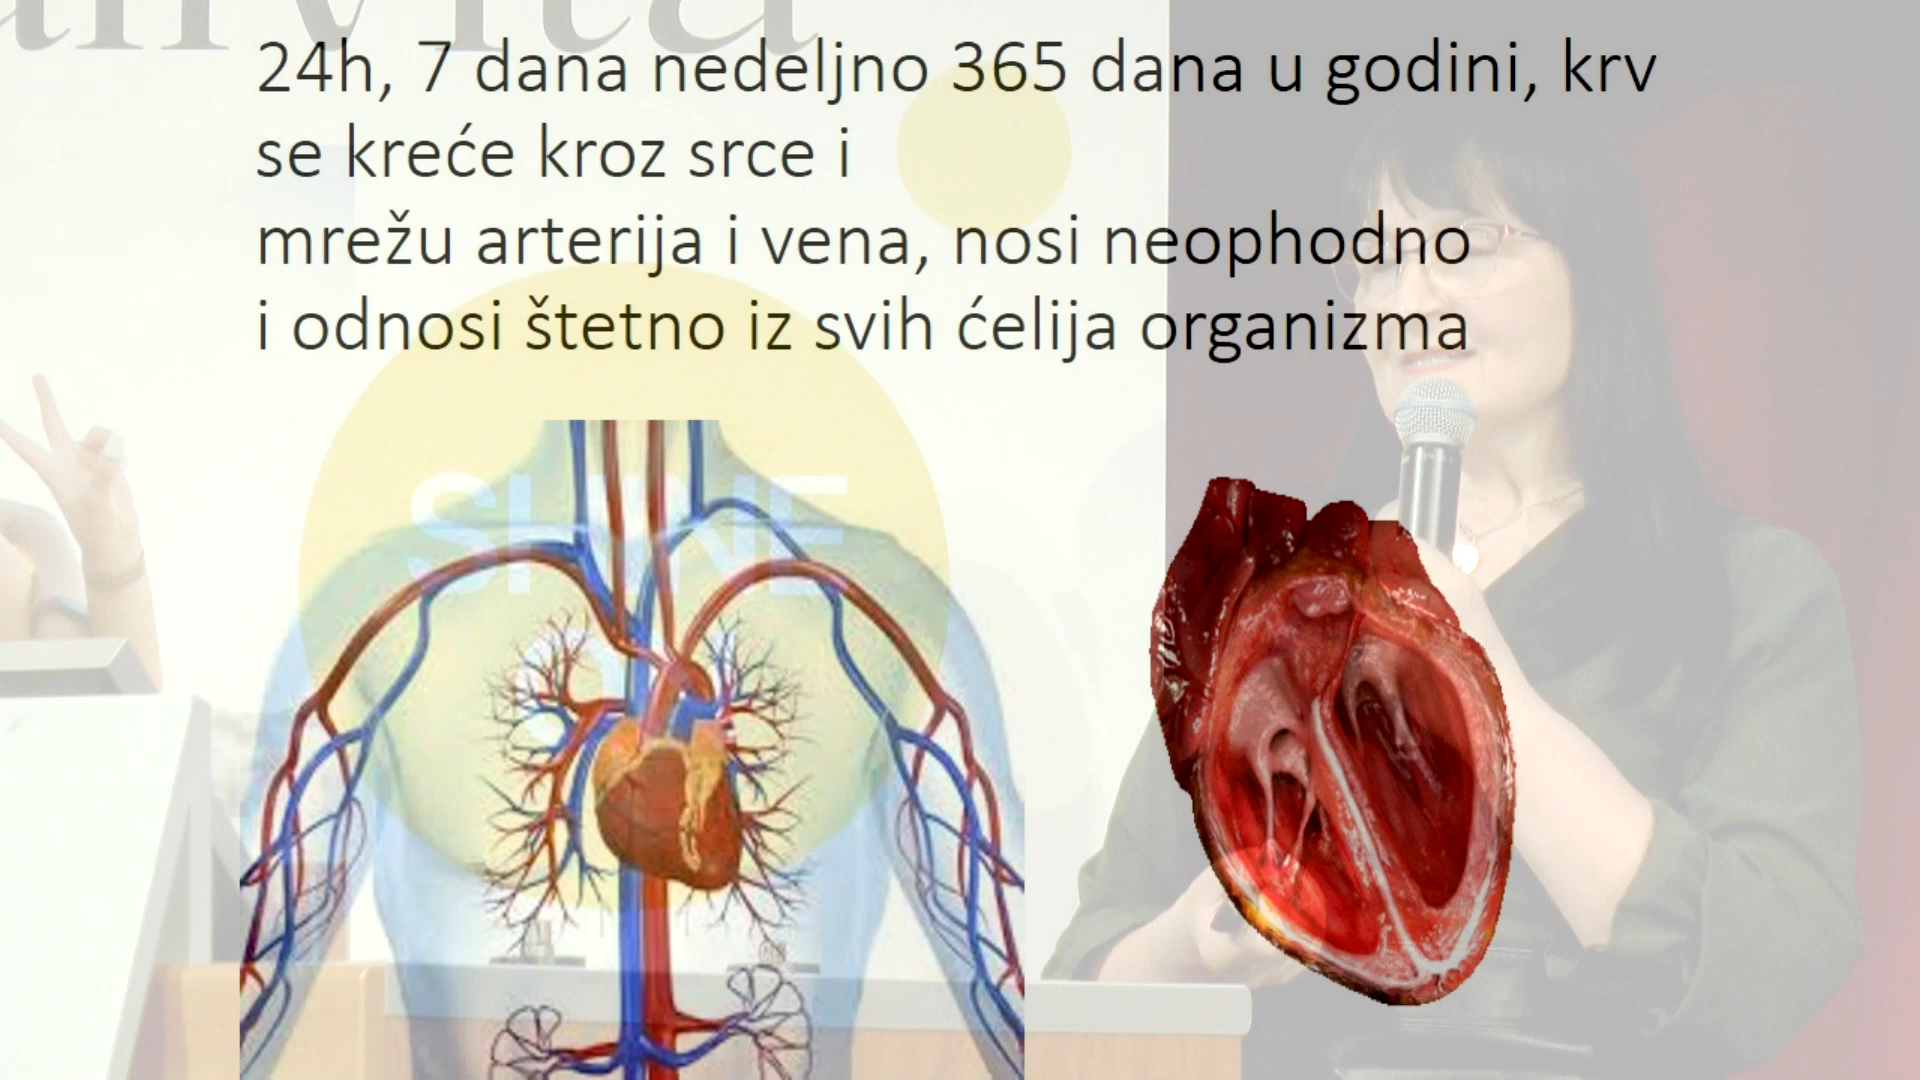 24h, 7 dana nedeljno 365 dana u godini, krv
se kreće kroz srce i
mrežu arterija i vena, nosi neophodno
i odnosi štetno iz svih ćelija organizma
SHINE